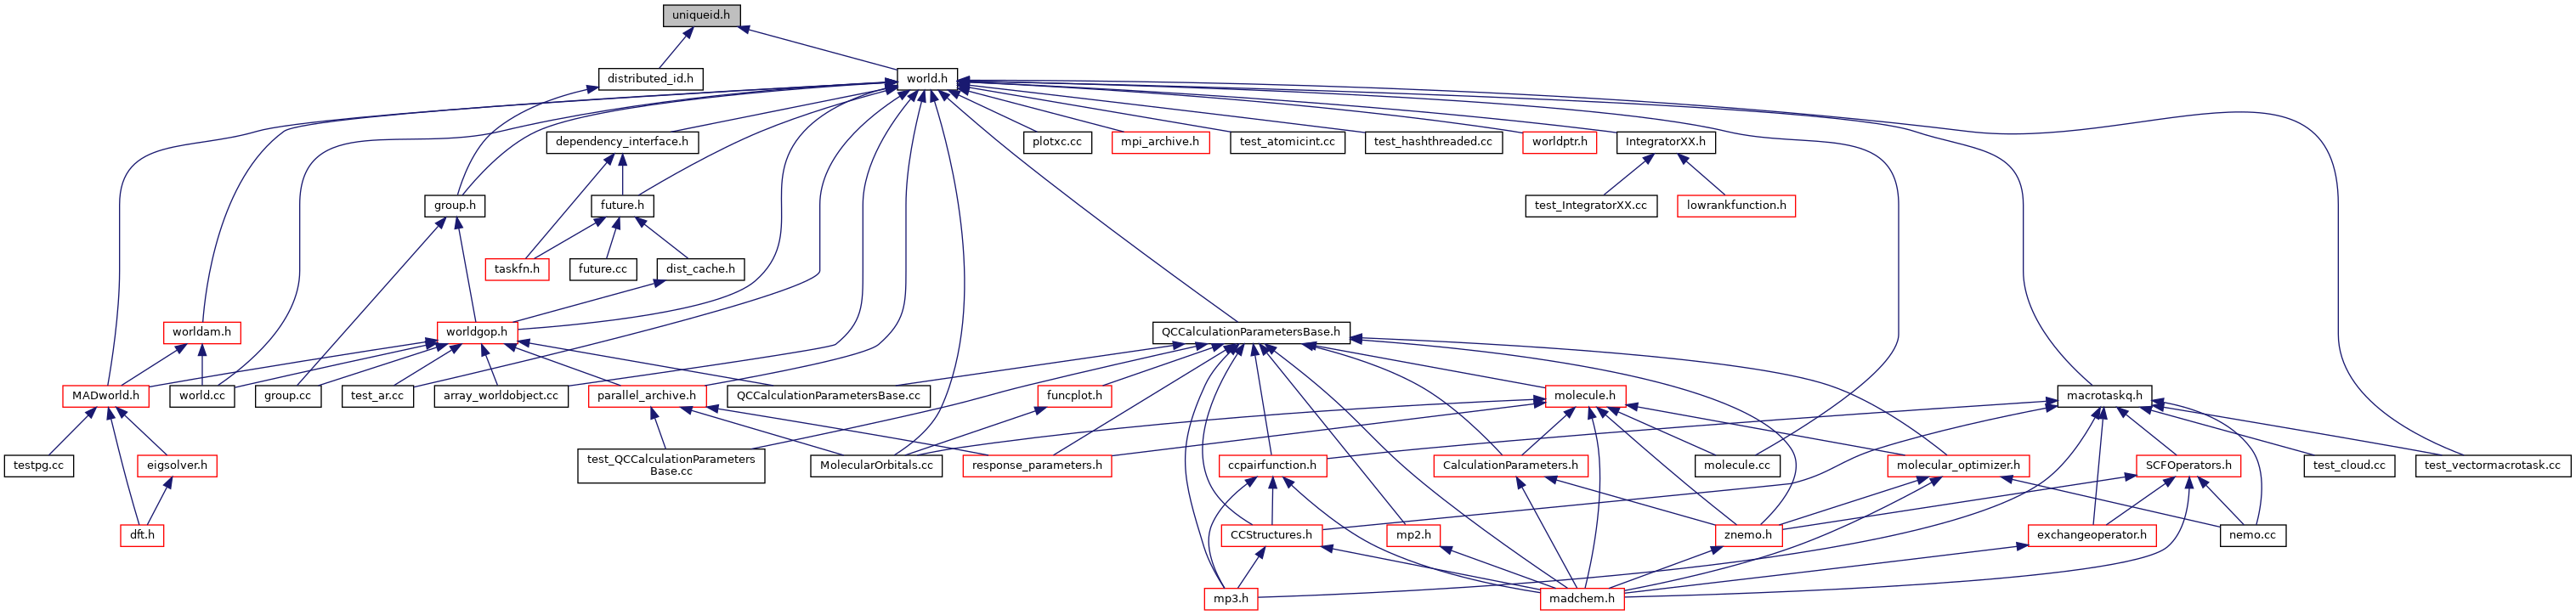 uniqueid.h
distributed_id.h
world.h
dependency_interface.h
plotxc.cc
mpi_archive.h
test_atomicint.cc
test_hashthreaded.cc
worldptr.h
IntegratorXX.h
group.h
future.h
test_IntegratorXX.cc
lowrankfunction.h
taskfn.h
future.cc
dist_cache.h
worldam.h
worldgop.h
QCCalculationParametersBase.h
MADworld.h
world.cc
group.cc
test_ar.cc
array_worldobject.cc
parallel_archive.h
QCCalculationParametersBase.cc
funcplot.h
molecule.h
macrotaskq.h
testpg.cc
eigsolver.h
test_QCCalculationParameters
Base.cc
MolecularOrbitals.cc
response_parameters.h
ccpairfunction.h
CalculationParameters.h
molecule.cc
molecular_optimizer.h
SCFOperators.h
test_cloud.cc
test_vectormacrotask.cc
dft.h
CCStructures.h
mp2.h
znemo.h
exchangeoperator.h
nemo.cc
mp3.h
madchem.h